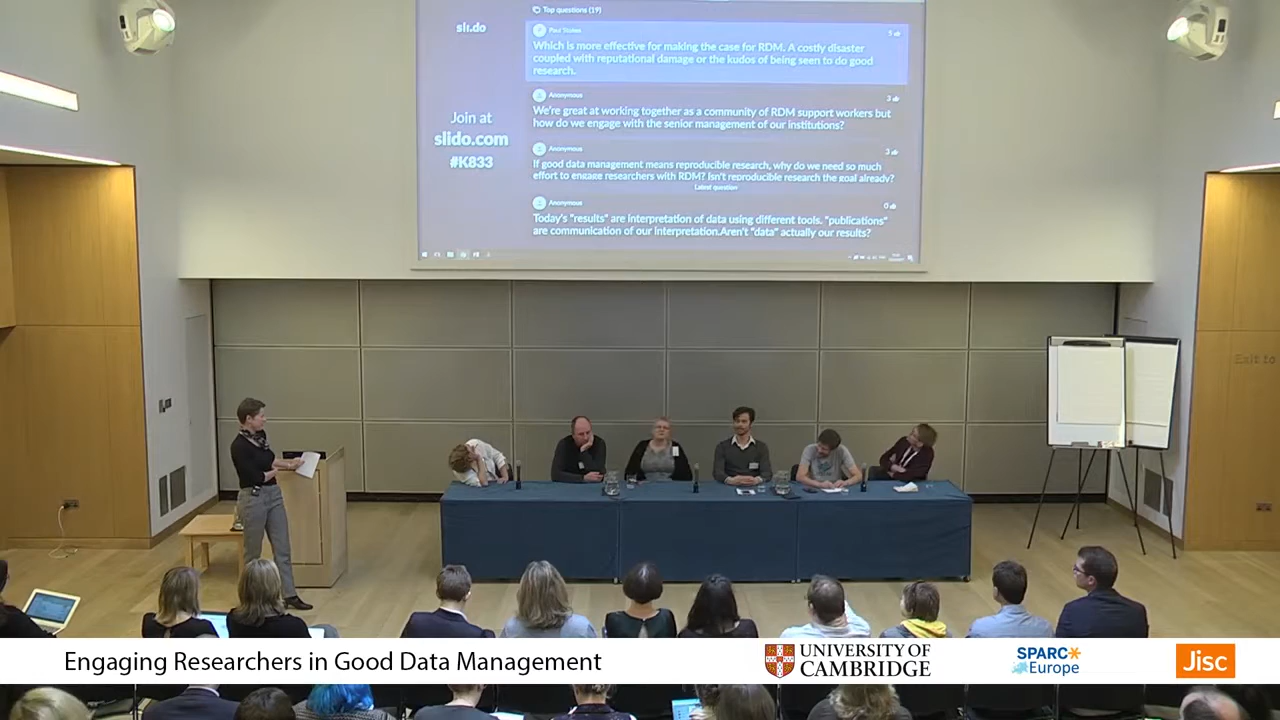 Top questions (19)
sli.do
Paul Stokes
5
Which is more effective for making the case for RDM. A costly disaster
coupled with reputational damage or the kudos of being seen to do good
research.
Anonymous
3
We're great at working together as a community of RDM support workers but
how do we engage with the senior management of our institutions?
Join at
slido.com
#K833
Anonymous
3
If good data management means reproducible research, why do we need so much
effort to engage researchers with RDM? Isn't reproducible research the goal already?
Latest question
Anonymous
0
Today's "results" are interpretation of data using different tools. "publications"
are communication of our interpretation.Aren't "data" actually our results?
Exit to
Engaging Researchers in Good Data Management
UNIVERSITY OF
CAMBRIDGE
SPARC
Europe
Jisc